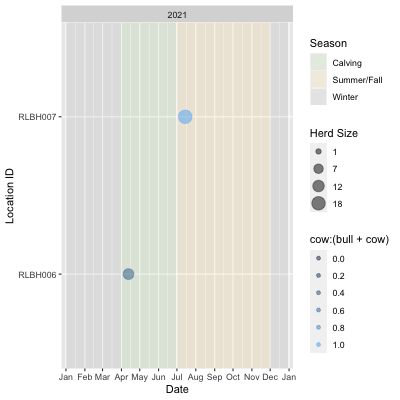 2021
RLBH007
RLBH006
Location ID
Jan Feb Mar Apr May Jun Jul Aug Sep Oct Nov Dec Jan
Date
Season
Calving
Summer/Fall
Winter
Herd Size
1
7
12
18
cow:(bull + cow)
0.0
0.2
0.4
0.6
0.8
1.0